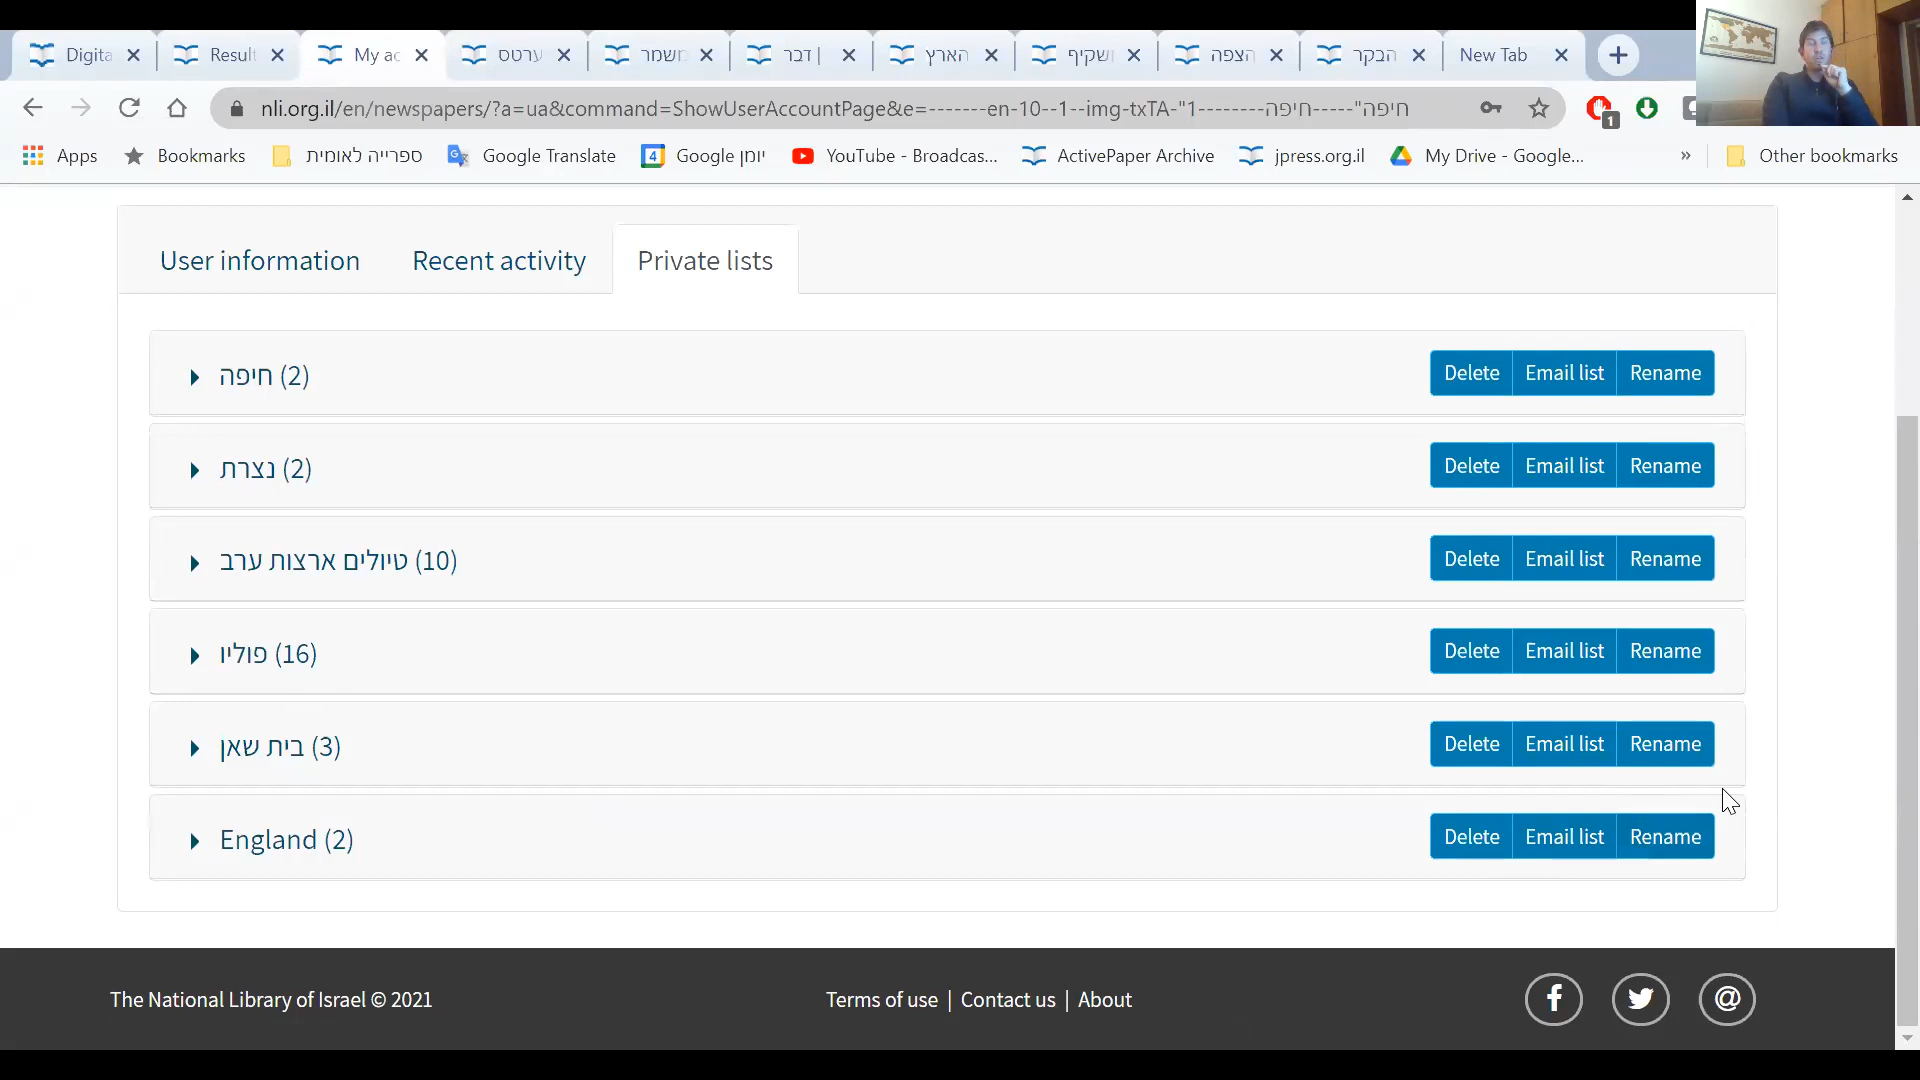 Digita
Result
My ac
ערטס
משמר
דבר |
הארץ
משקיף
הצפה
הבקר
New Tab
nli.org.il/en/newspapers/?a=ua&command=ShowUserAccountPage&e=-------en-10--1--img-txTA-"חיפה"-----חיפה--------1
1
Apps
Bookmarks
ספרייה לאומית
Google Translate
4
יומן Google
YouTube - Broadcas...
ActivePaper Archive
jpress.org.il
My Drive - Google...
»
Other bookmarks
User information
Recent activity
Private lists
חיפה (2)
Delete Email list Rename
נצרת (2)
Delete Email list Rename
טיולים ארצות ערב (10)
Delete Email list Rename
פוליו (16)
Delete Email list Rename
בית שאן (3)
Delete Email list Rename
England (2)
Delete Email list Rename
The National Library of Israel © 2021
Terms of use | Contact us | About